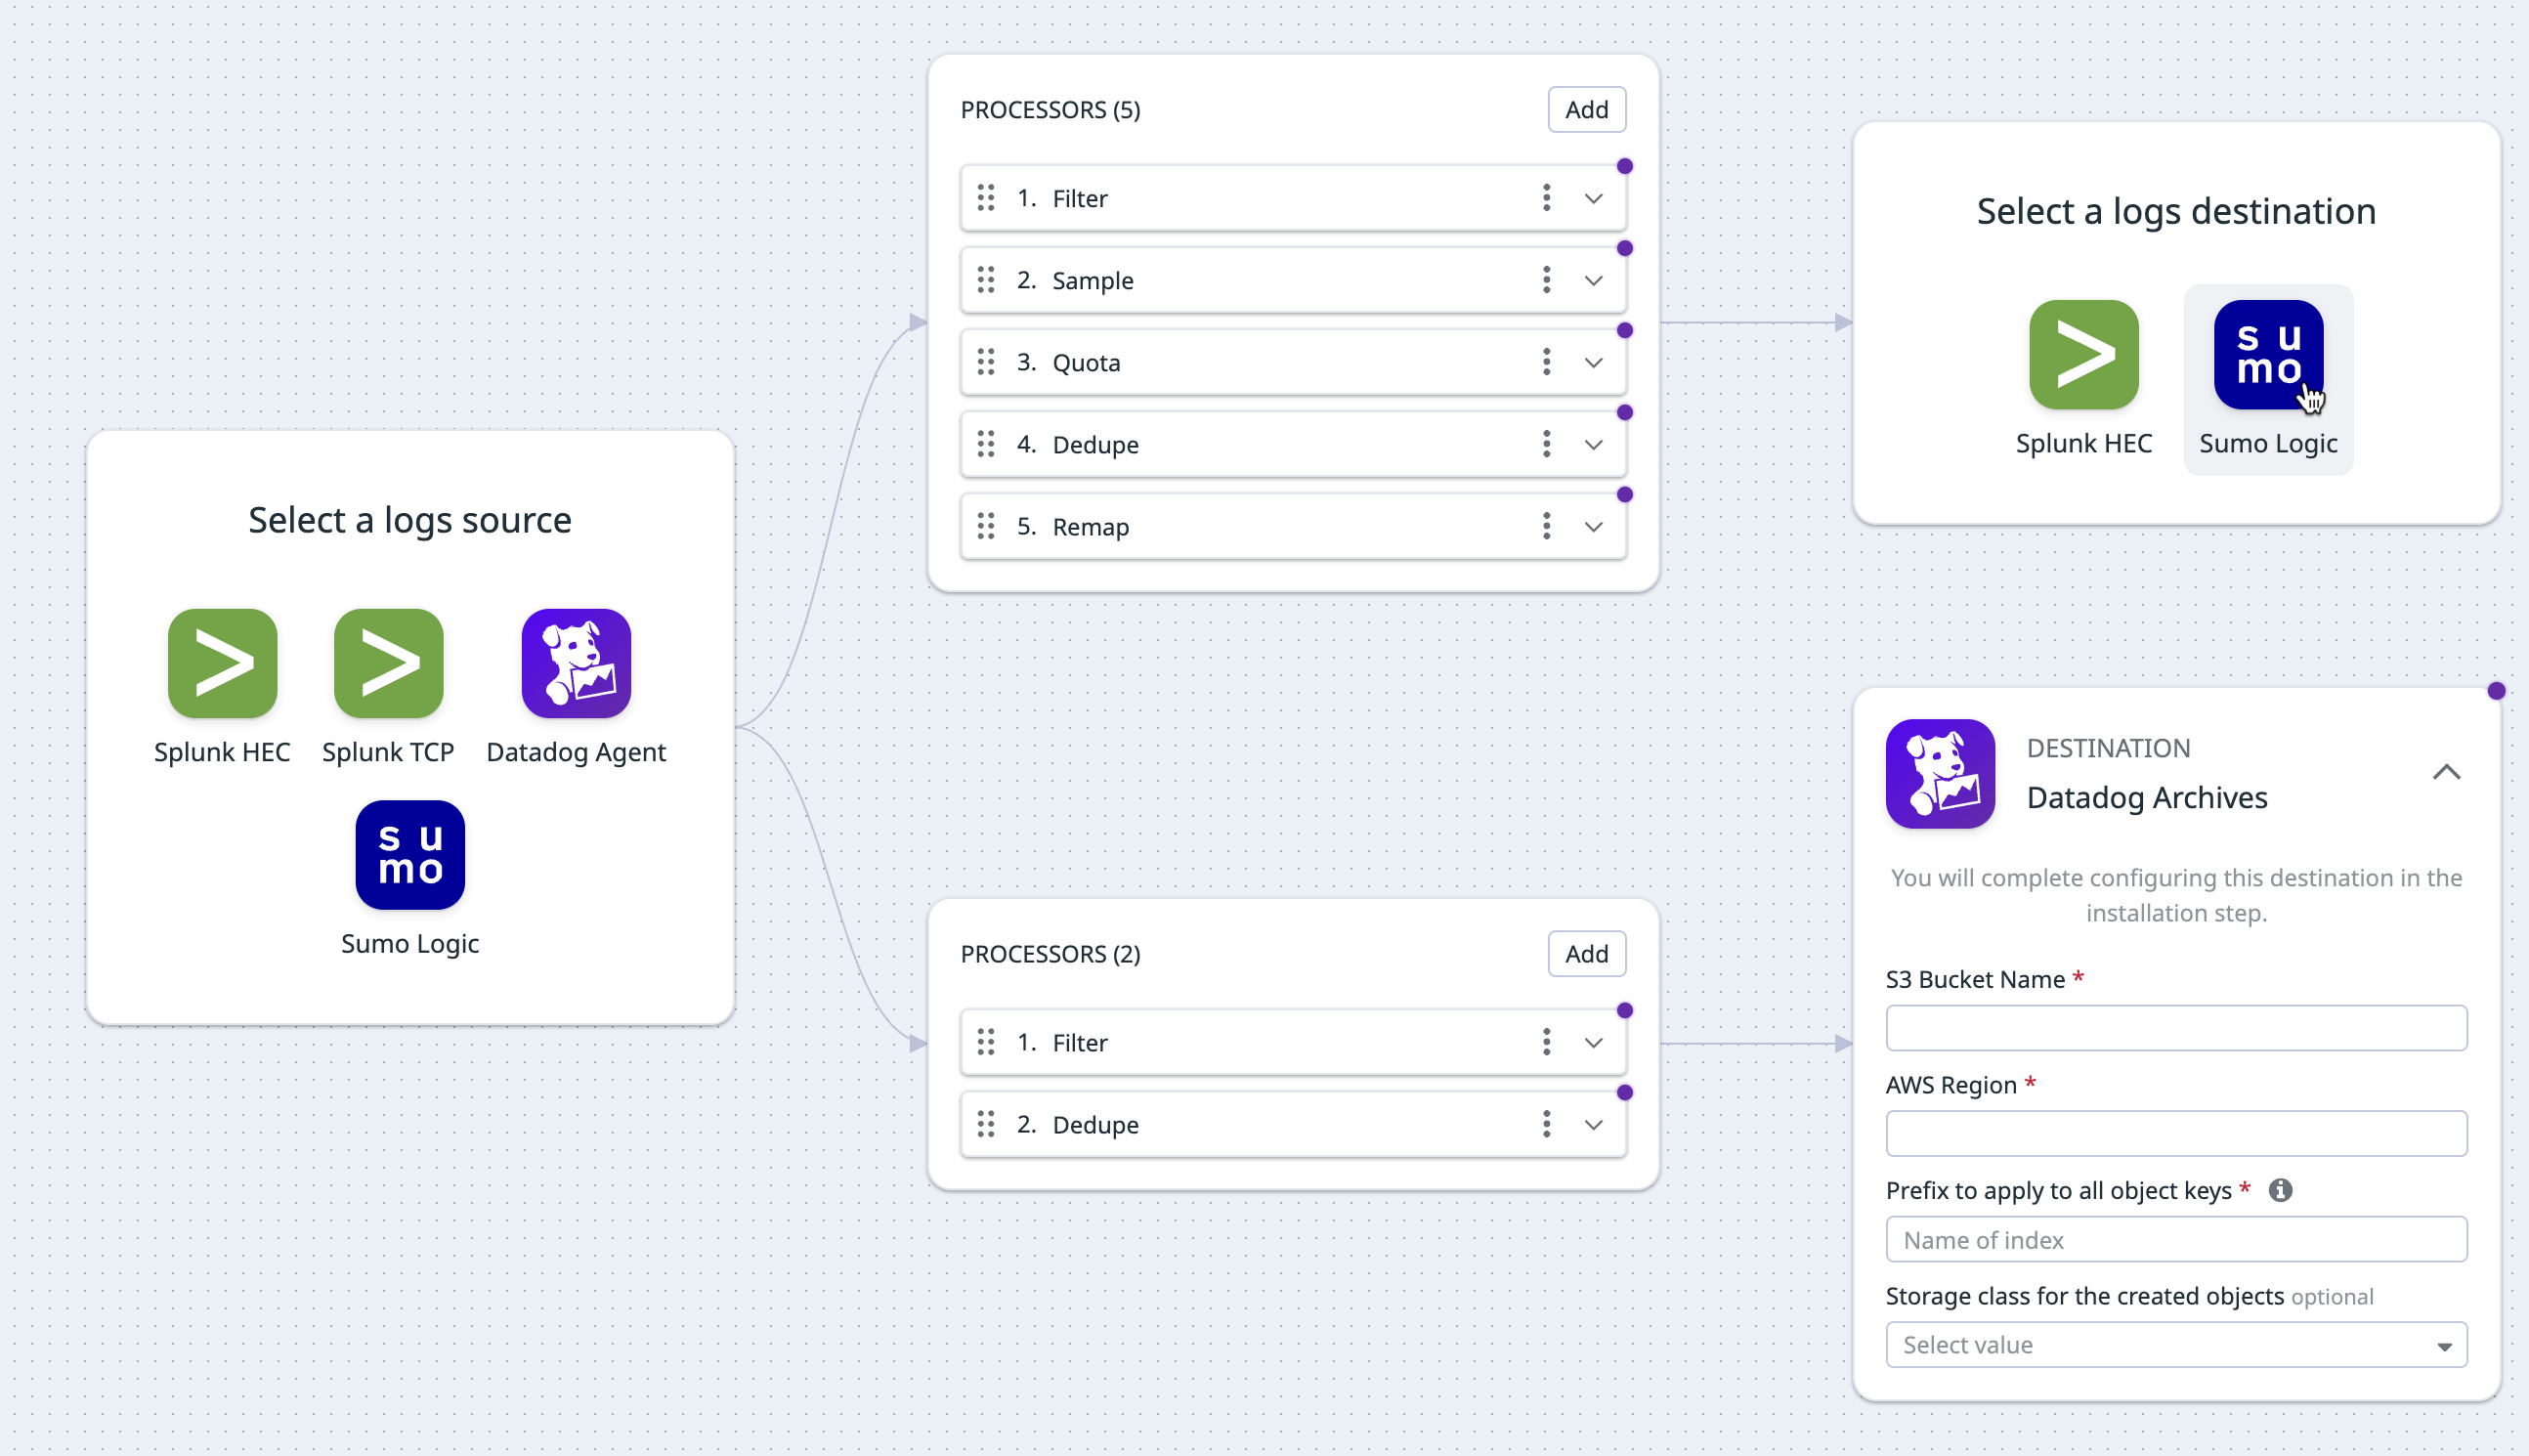 Select a logs source
Splunk HEC
Splunk TCP
Datadog Agent
sumo
Sumo Logic
PROCESSORS (5)
Add
1. Filter
2. Sample
3. Quota
4. Dedupe
5. Remap
PROCESSORS (2)
Add
1. Filter
2. Dedupe
Select a logs destination
Splunk HEC
su
mo
Sumo Logic
DESTINATION
Datadog Archives
You will complete configuring this destination in the
installation step.
S3 Bucket Name *
AWS Region *
Prefix to apply to all object keys *
Name of index
Storage class for the created objects optional
Select value